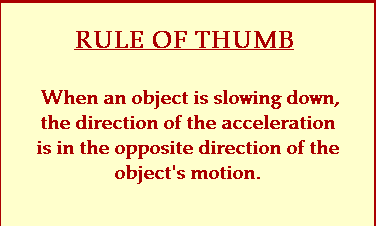 RULE OF THUMB
When an object is slowing down,
the direction of the acceleration
is in the opposite direction of the
object's motion.